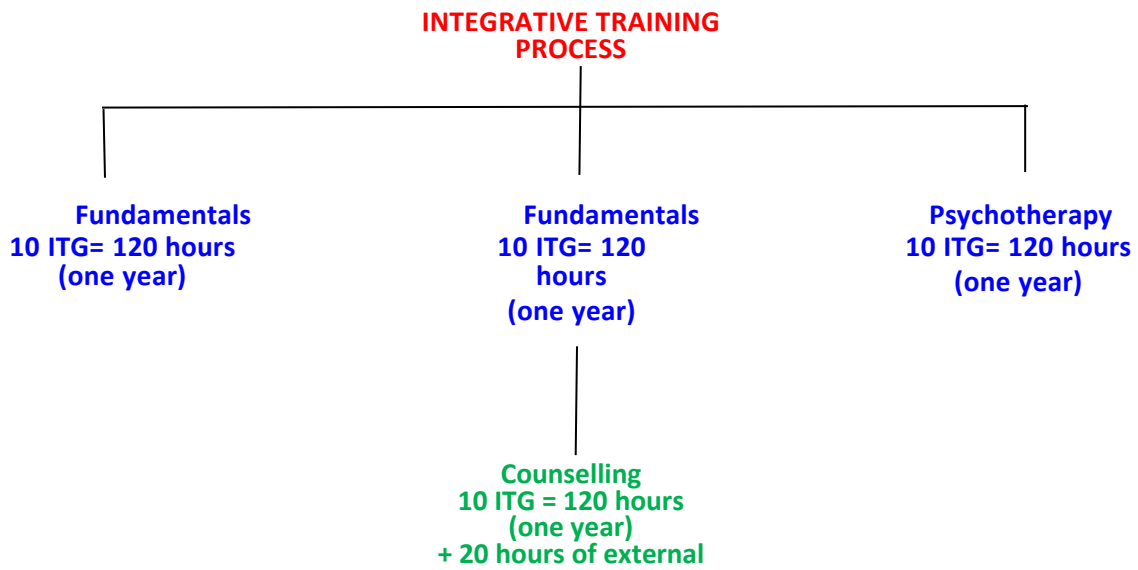 INTEGRATIVE TRAINING
PROCESS
Fundamentals
10 ITG= 120 hours
(one year)
Fundamentals
10 ITG= 120
hours
(one year)
Psychotherapy
10 ITG= 120 hours
(one year)
Counselling
10 ITG = 120 hours
(one year)
+ 20 hours of external